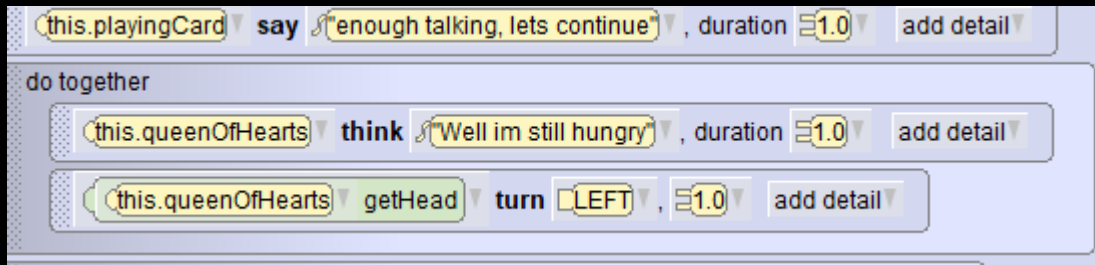 this.playingCard say "enough talking, lets continue" , duration 1.0 add detail
do together
this.queenOfHearts think "Well im still hungry" , duration 1.0 add detail
this.queenOfHearts getHead turn LEFT , 1.0 add detail